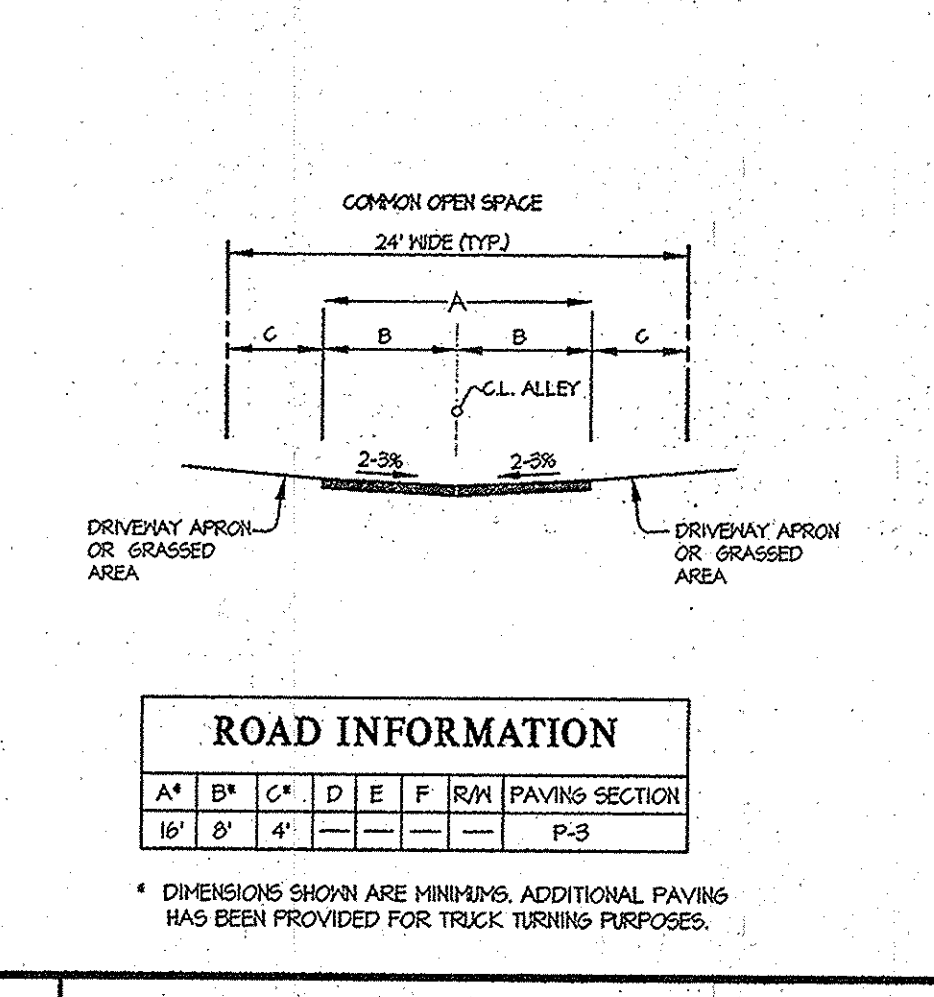 COMMON OPEN SPACE
24' WIDE (TYP.)
A
C B B C
C.L. ALLEY
2-3% 2-3%
DRIVEWAY APRON
OR GRASSED
AREA
DRIVEWAY APRON
OR GRASSED
AREA
ROAD INFORMATION
A* B* C* D E F R/W PAVING SECTION
16' 8' 4' — — — — P-3
* DIMENSIONS SHOWN ARE MINIMUMS. ADDITIONAL PAVING
HAS BEEN PROVIDED FOR TRUCK TURNING PURPOSES.